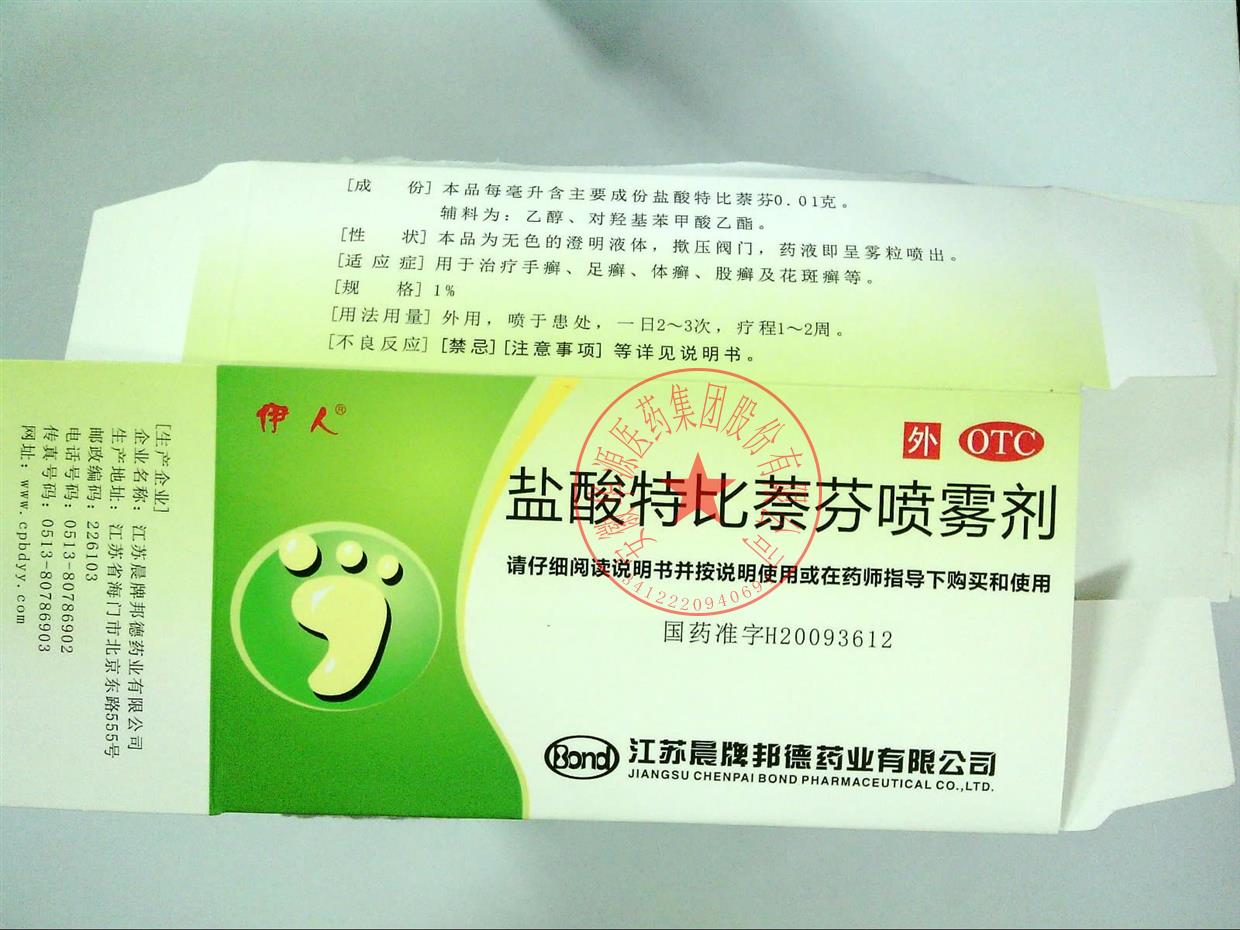 [成　份] 本品每毫升含主要成份盐酸特比萘芬0.01克。
辅料为：乙醇、对羟基苯甲酸乙酯。
[性　状] 本品为无色的澄明液体，揿压阀门，药液即呈雾粒喷出。
[适应症] 用于治疗手癣、足癣、体癣、股癣及花斑癣等。
[规　格] 1%
[用法用量] 外用，喷于患处，一日2～3次，疗程1～2周。
[不良反应] [禁忌] [注意事项] 等详见说明书。
伊人®
外 OTC
盐酸特比萘芬喷雾剂
请仔细阅读说明书并按说明使用或在药师指导下购买和使用
国药准字H20093612
Bond 江苏晨牌邦德药业有限公司
JIANGSU CHENPAI BOND PHARMACEUTICAL CO.,LTD.
[生产企业]
企业名称：江苏晨牌邦德药业有限公司
生产地址：江苏省海门市北京东路555号
邮政编码：226103
电话号码：0513-80786902
传真号码：0513-80786903
网址：www.cpbdyy.com
源医药集团股份有限公司